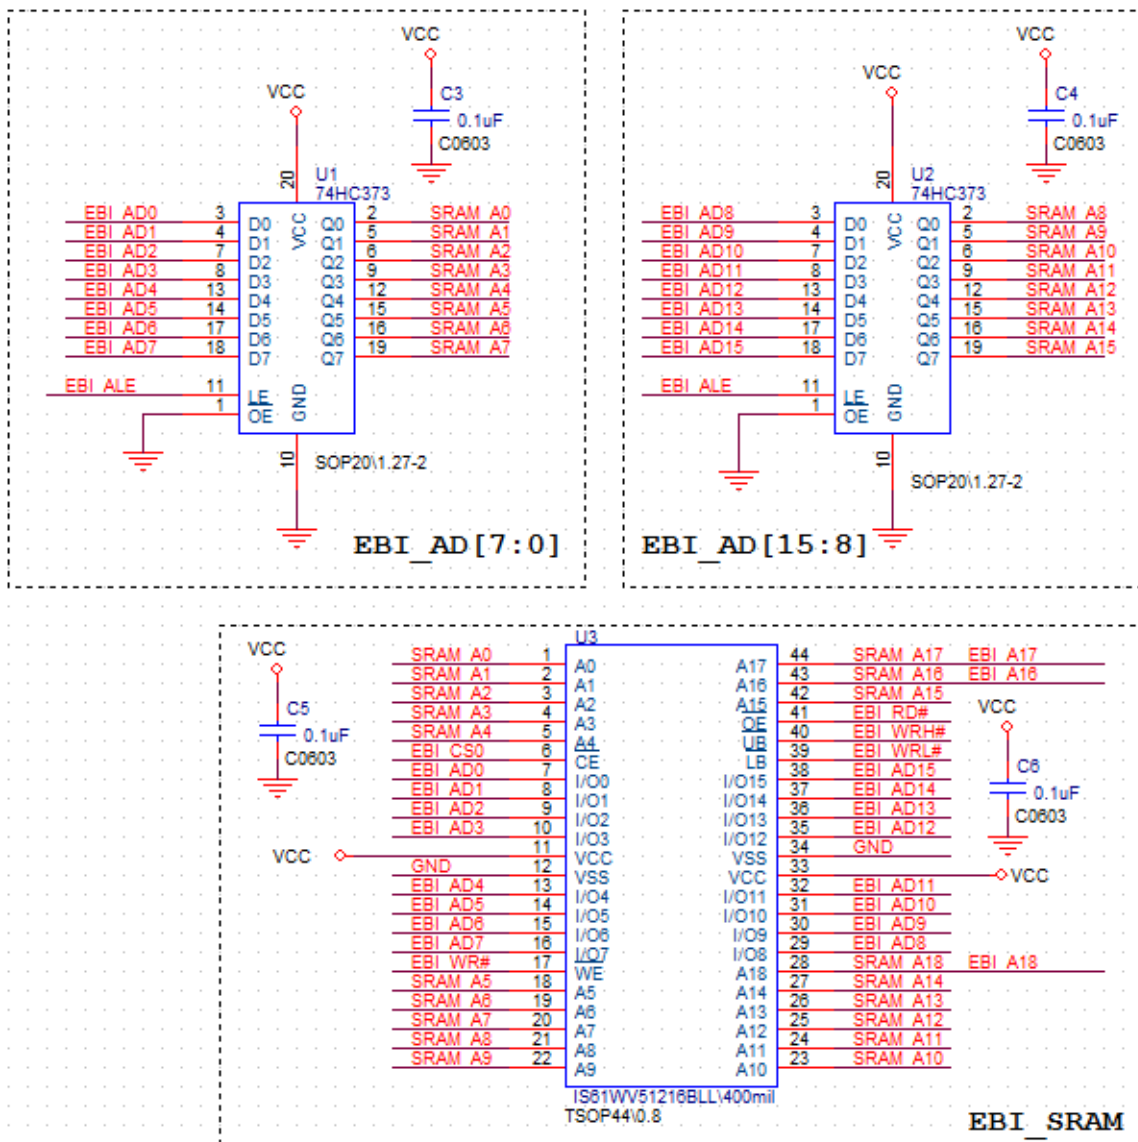 VCC
C3
0.1uF
C0603
VCC
U1
74HC373
20
EBI_AD0 3 D0 VCC Q0 2 SRAM_A0
EBI_AD1 4 D1 Q1 5 SRAM_A1
EBI_AD2 7 D2 Q2 6 SRAM_A2
EBI_AD3 8 D3 Q3 9 SRAM_A3
EBI_AD4 13 D4 Q4 12 SRAM_A4
EBI_AD5 14 D5 Q5 15 SRAM_A5
EBI_AD6 17 D6 Q6 16 SRAM_A6
EBI_AD7 18 D7 Q7 19 SRAM_A7
EBI_ALE 11 LE GND
1 OE
10
SOP20\1.27-2
EBI_AD[7:0]
VCC
C4
0.1uF
C0603
VCC
U2
74HC373
20
EBI_AD8 3 D0 VCC Q0 2 SRAM_A8
EBI_AD9 4 D1 Q1 5 SRAM_A9
EBI_AD10 7 D2 Q2 6 SRAM_A10
EBI_AD11 8 D3 Q3 9 SRAM_A11
EBI_AD12 13 D4 Q4 12 SRAM_A12
EBI_AD13 14 D5 Q5 15 SRAM_A13
EBI_AD14 17 D6 Q6 16 SRAM_A14
EBI_AD15 18 D7 Q7 19 SRAM_A15
EBI_ALE 11 LE GND
1 OE
10
SOP20\1.27-2
EBI_AD[15:8]
VCC
C5
0.1uF
C0603
U3
SRAM_A0 1 A0 A17 44 SRAM_A17 EBI_A17
SRAM_A1 2 A1 A16 43 SRAM_A16 EBI_A16
SRAM_A2 3 A2 A15 42 SRAM_A15
SRAM_A3 4 A3 OE 41 EBI_RD#
SRAM_A4 5 A4 UB 40 EBI_WRH#
EBI_CS0 6 CE LB 39 EBI_WRL#
EBI_AD0 7 I/O0 I/O15 38 EBI_AD15
EBI_AD1 8 I/O1 I/O14 37 EBI_AD14
EBI_AD2 9 I/O2 I/O13 36 EBI_AD13
EBI_AD3 10 I/O3 I/O12 35 EBI_AD12
VCC 11 VCC VSS 34 GND
GND 12 VSS VCC 33 VCC
EBI_AD4 13 I/O4 I/O11 32 EBI_AD11
EBI_AD5 14 I/O5 I/O10 31 EBI_AD10
EBI_AD6 15 I/O6 I/O9 30 EBI_AD9
EBI_AD7 16 I/O7 I/O8 29 EBI_AD8
EBI_WR# 17 WE A18 28 SRAM_A18 EBI_A18
SRAM_A5 18 A5 A14 27 SRAM_A14
SRAM_A6 19 A6 A13 26 SRAM_A13
SRAM_A7 20 A7 A12 25 SRAM_A12
SRAM_A8 21 A8 A11 24 SRAM_A11
SRAM_A9 22 A9 A10 23 SRAM_A10
IS61WV51216BLL\400mil
TSOP44\0.8
VCC
C6
0.1uF
C0603
EBI_SRAM